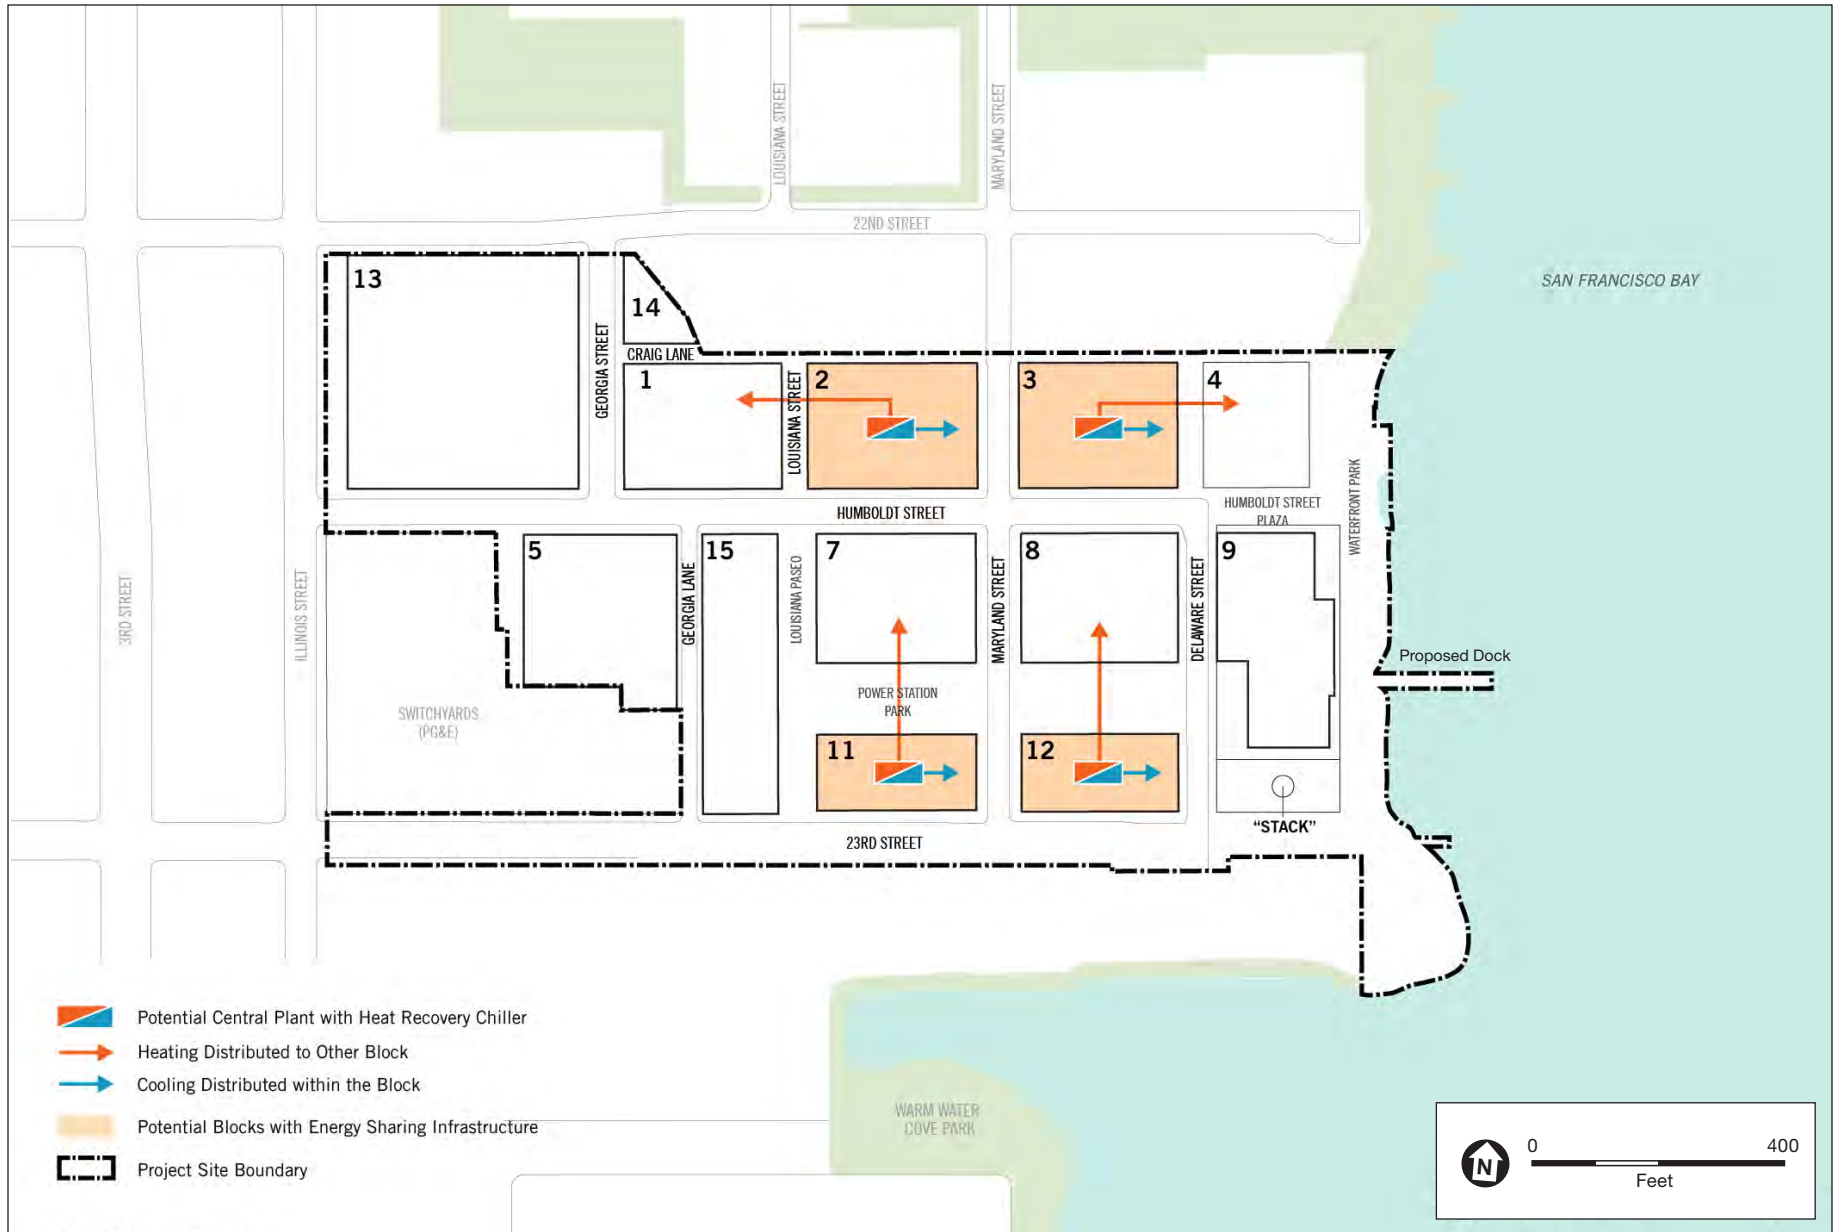 LOUISIANA STREET
MARYLAND STREET
22ND STREET
SAN FRANCISCO BAY
13
14
GEORGIA STREET
CRAIG LANE
1
LOUISIANA STREET
2
3
4
HUMBOLDT STREET
HUMBOLDT STREET
PLAZA
WATERFRONT PARK
3RD STREET
ILLINOIS STREET
5
GEORGIA LANE
15
LOUISIANA PASEO
7
MARYLAND STREET
8
DELAWARE STREET
9
Proposed Dock
SWITCHYARDS
(PG&E)
POWER STATION
PARK
11
12
"STACK"
23RD STREET
Potential Central Plant with Heat Recovery Chiller
Heating Distributed to Other Block
Cooling Distributed within the Block
Potential Blocks with Energy Sharing Infrastructure
Project Site Boundary
WARM WATER
COVE PARK
N
0 400
Feet